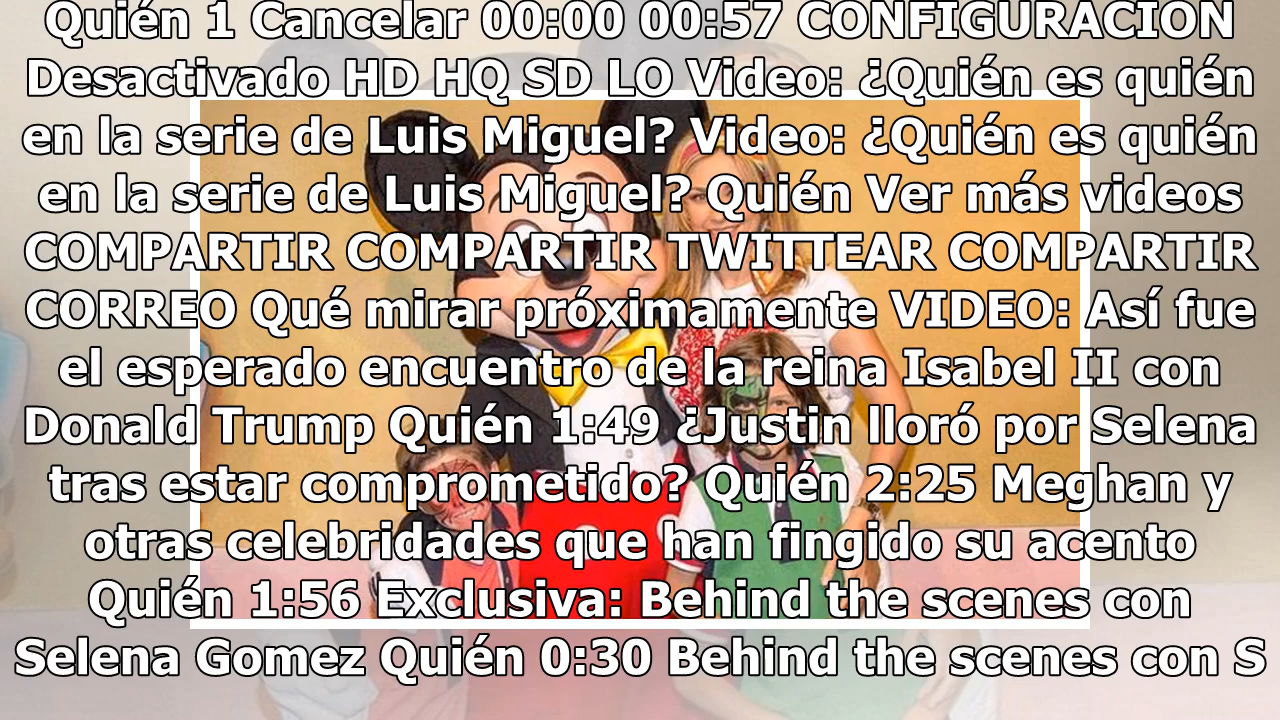 Quién 1 Cancelar 00:00 00:57 CONFIGURACIÓN
Desactivado HD HQ SD LO Video: ¿Quién es quién
en la serie de Luis Miguel? Video: ¿Quién es quién
en la serie de Luis Miguel? Quién Ver más videos
COMPARTIR COMPARTIR TWITTEAR COMPARTIR
CORREO Qué mirar próximamente VIDEO: Así fue
el esperado encuentro de la reina Isabel II con
Donald Trump Quién 1:49 ¿Justin lloró por Selena
tras estar comprometido? Quién 2:25 Meghan y
otras celebridades que han fingido su acento
Quién 1:56 Exclusiva: Behind the scenes con
Selena Gomez Quién 0:30 Behind the scenes con S